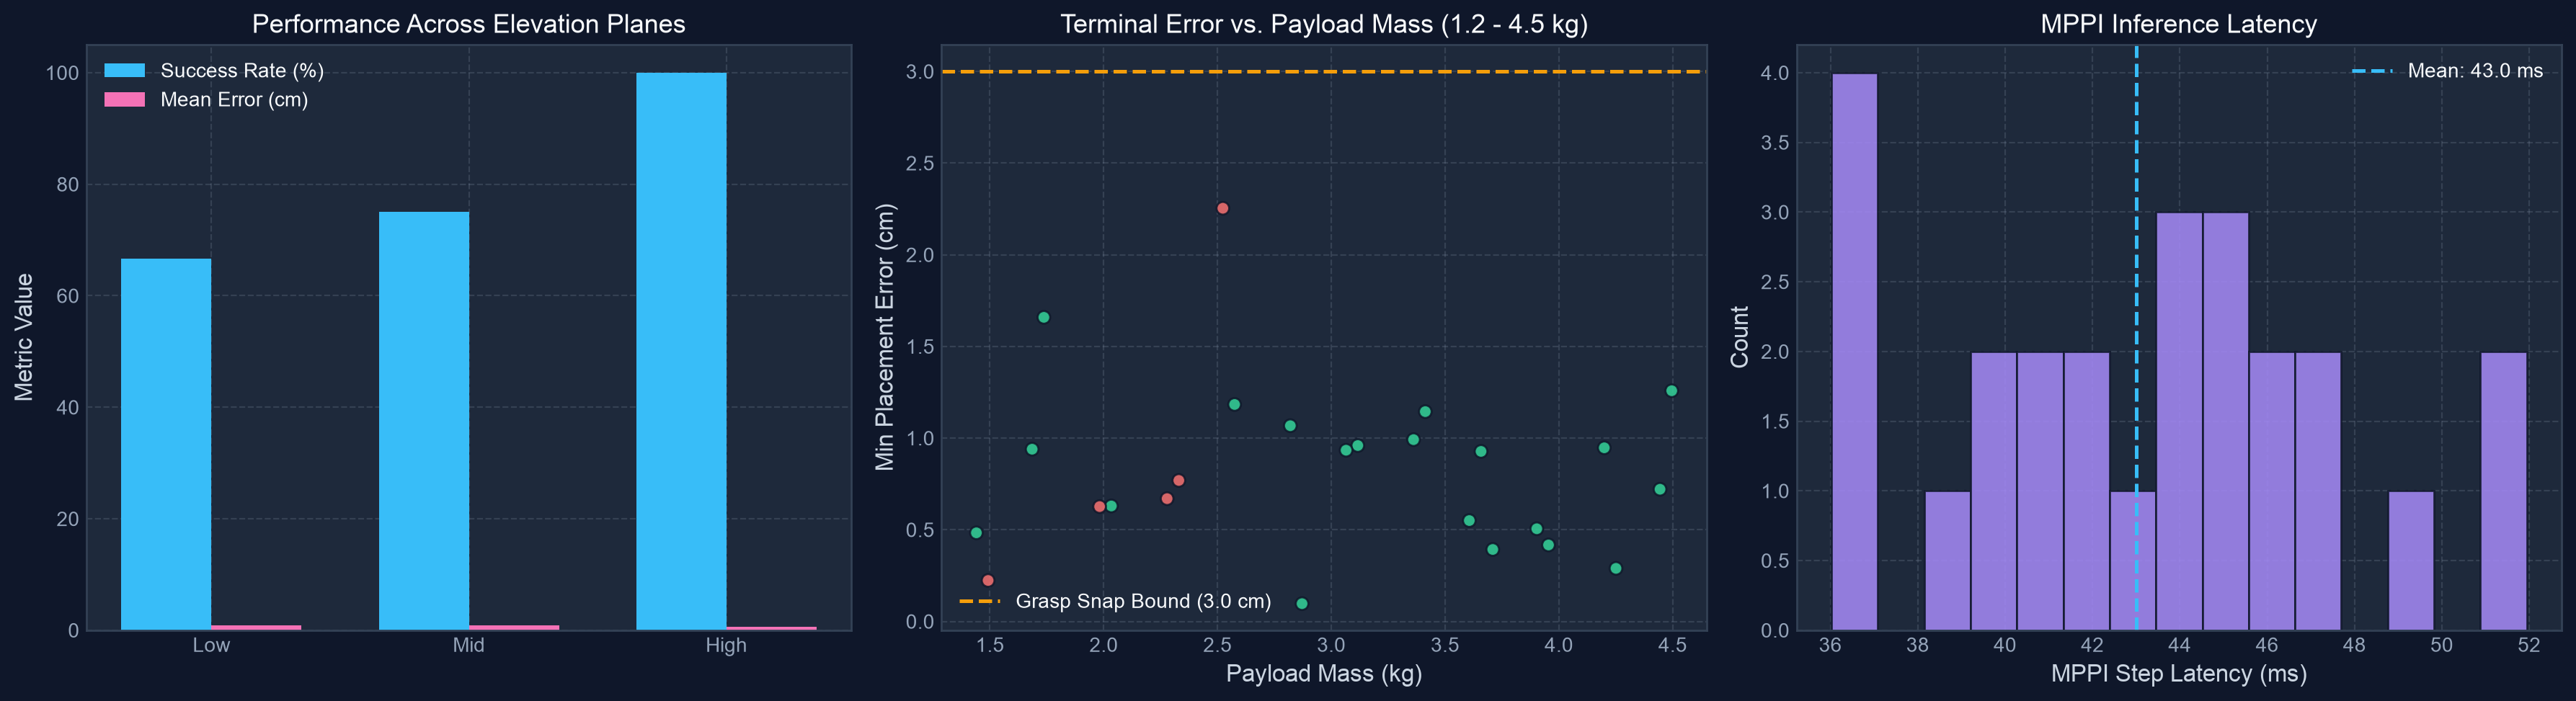 Performance Across Elevation Planes
Success Rate (%)
Mean Error (cm)
Metric Value
100
80
60
40
20
0
Low
Mid
High
Terminal Error vs. Payload Mass (1.2 - 4.5 kg)
Min Placement Error (cm)
3.0
2.5
2.0
1.5
1.0
0.5
0.0
Grasp Snap Bound (3.0 cm)
1.5
2.0
2.5
3.0
3.5
4.0
4.5
Payload Mass (kg)
MPPI Inference Latency
Mean: 43.0 ms
Count
4.0
3.5
3.0
2.5
2.0
1.5
1.0
0.5
0.0
36
38
40
42
44
46
48
50
52
MPPI Step Latency (ms)